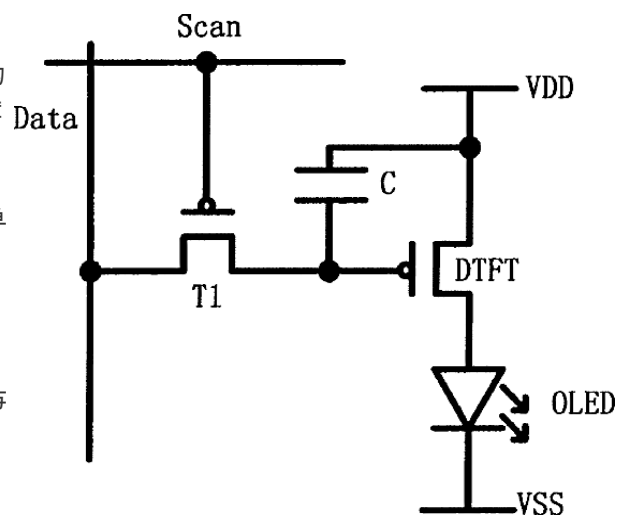 Scan
VDD
Data
C
DTFT
T1
OLED
VSS